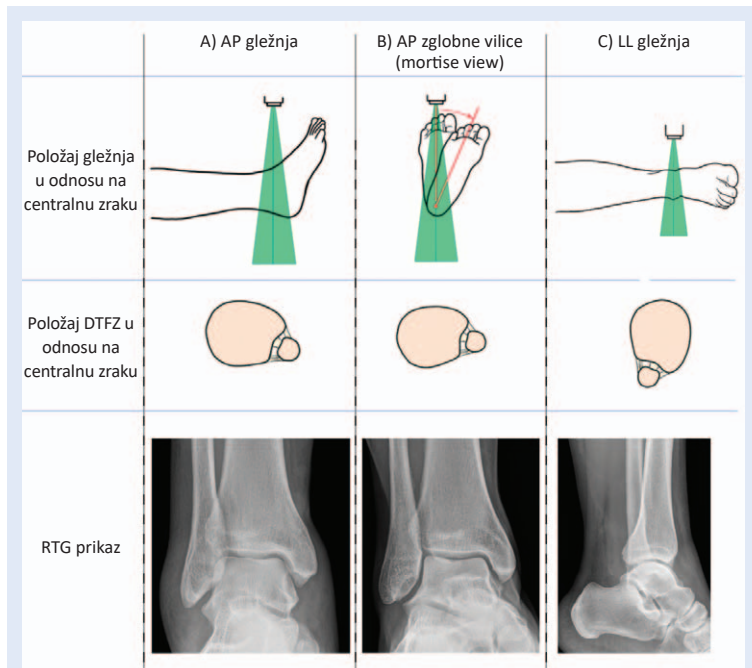 A) AP gležnja
B) AP zglobne vilice
(mortise view)
C) LL gležnja
Položaj gležnja
u odnosu na
centralnu zraku
Položaj DTFZ u
odnosu na
centralnu zraku
RTG prikaz